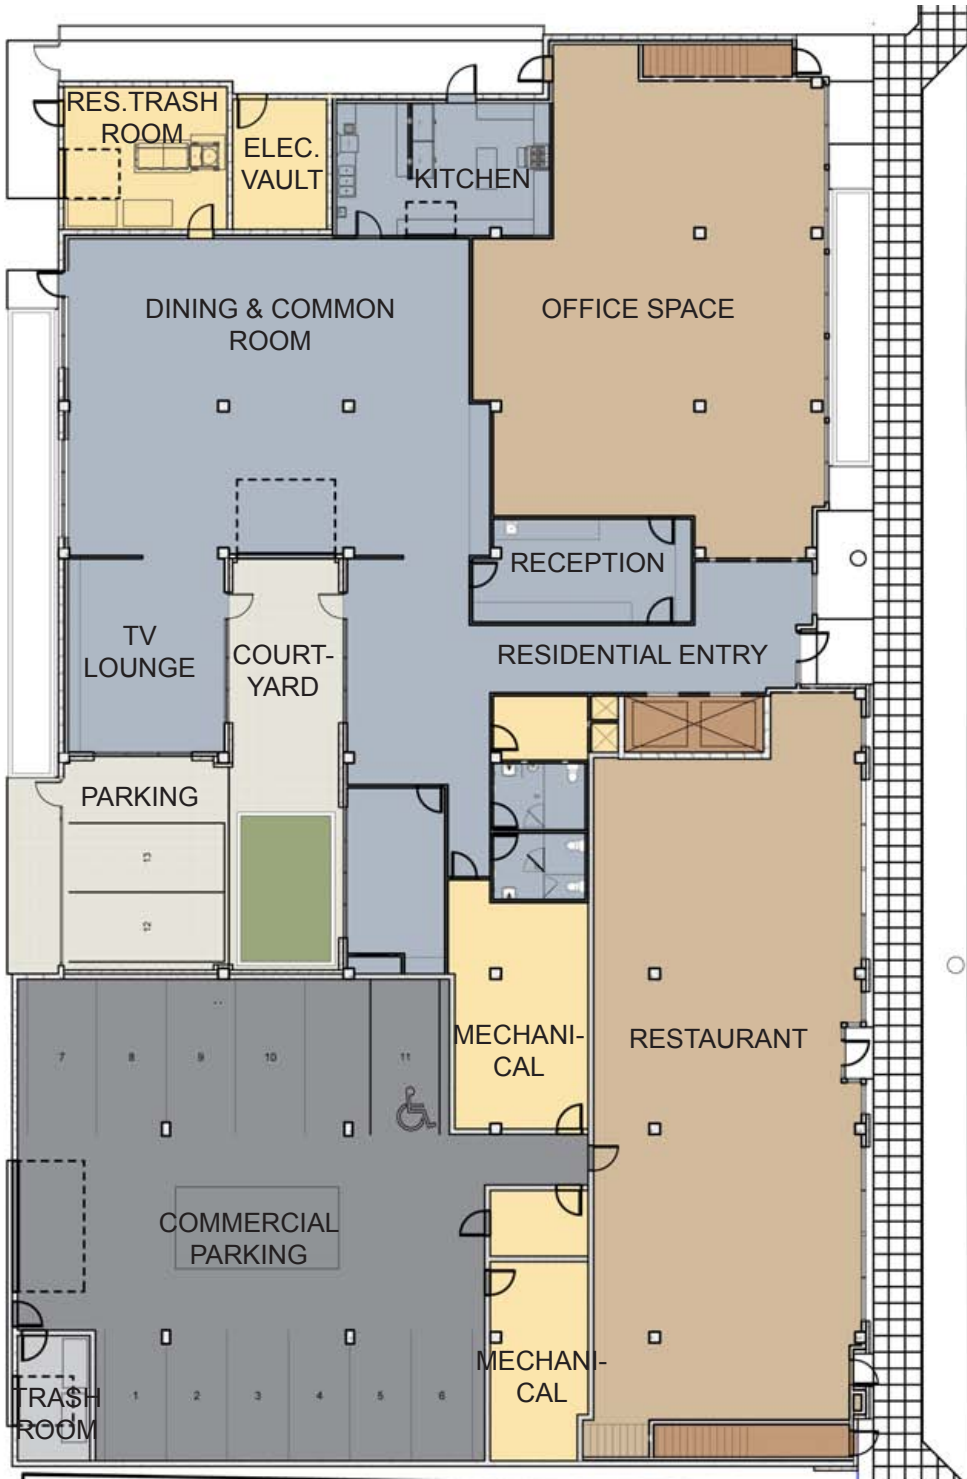 RES.TRASH
ROOM
ELEC.
VAULT
KITCHEN
DINING & COMMON
ROOM
OFFICE SPACE
RECEPTION
TV
LOUNGE
COURT-
YARD
RESIDENTIAL ENTRY
PARKING
13
12
7
8
9
10
11
MECHANI-
CAL
RESTAURANT
COMMERCIAL
PARKING
MECHANI-
CAL
TRASH
ROOM
1
2
3
4
5
6